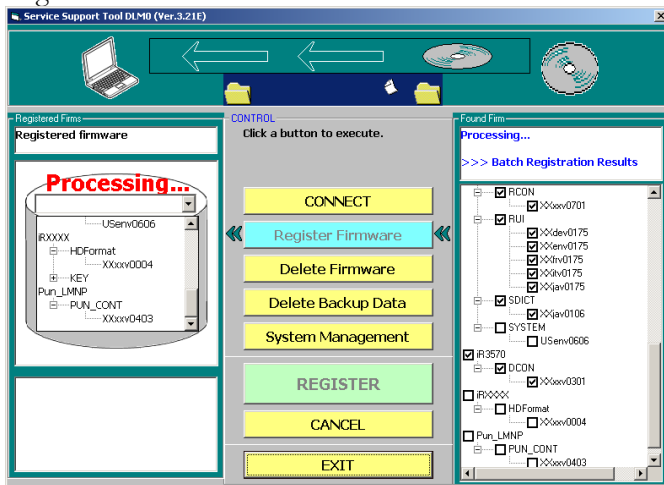 Service Support Tool DLM0 (Ver.3.21E)
Registered Firms
Registered firmware
Processing...
USenv0606
iRXXXX
HDFormat
XXxxv0004
KEY
Pun_LMNP
PUN_CONT
XXxxv0403
CONTROL
Click a button to execute.
CONNECT
Register Firmware
Delete Firmware
Delete Backup Data
System Management
REGISTER
CANCEL
EXIT
Found Firm
Processing...
>>> Batch Registration Results
RCON
XXxxv0701
RUI
XXdev0175
XXenv0175
XXfrv0175
XXitv0175
XXjav0175
SDICT
XXjav0106
SYSTEM
USenv0606
iR3570
DCON
XXxxv0301
iRXXXX
HDFormat
XXxxv0004
Pun_LMNP
PUN_CONT
XXxxv0403